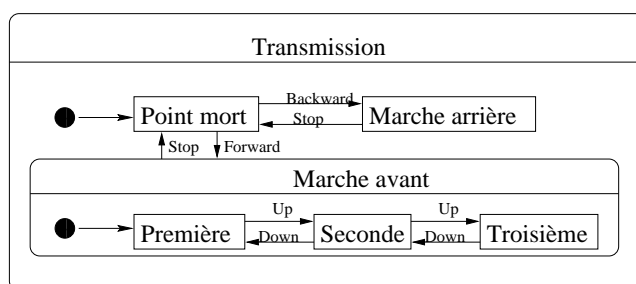 Transmission
Backward
Point mort
Marche arrière
Stop
Stop
Forward
Marche avant
Up
Up
Première
Seconde
Troisième
Down
Down